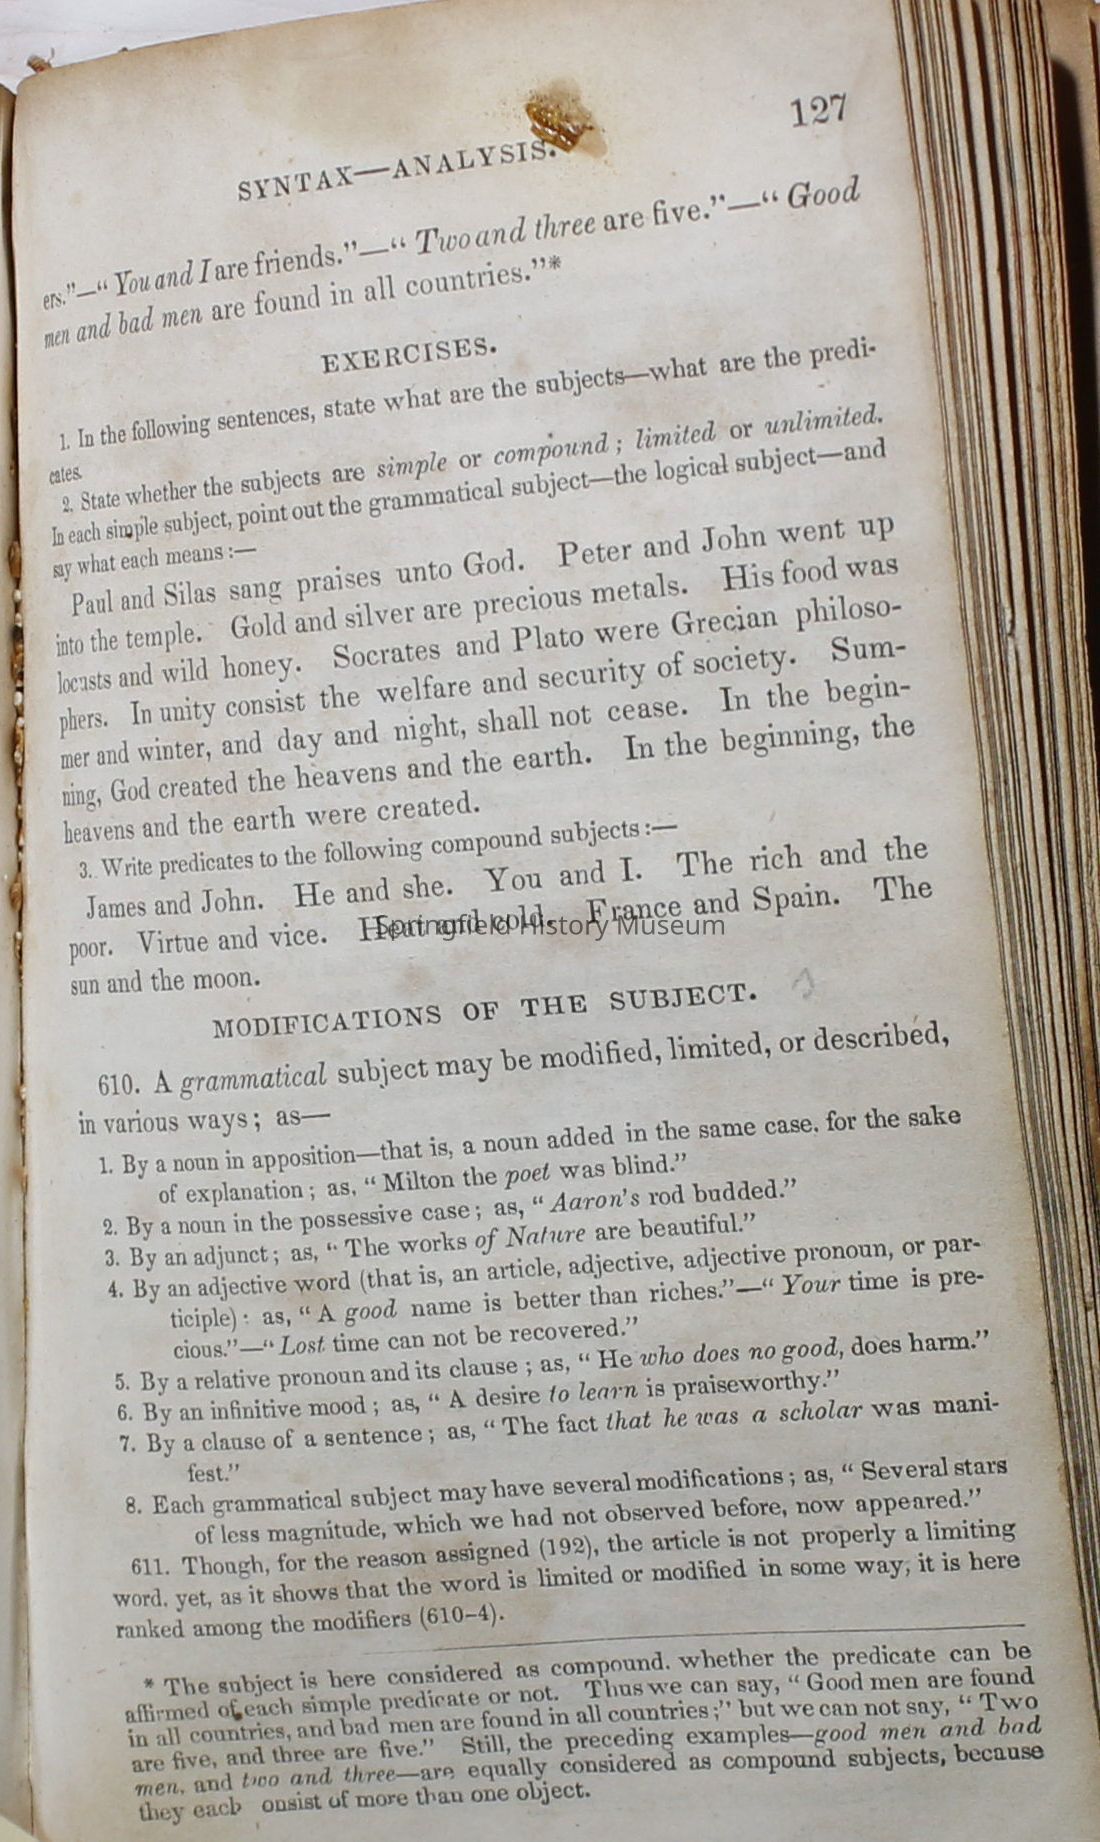 127
SYNTAX—ANALYSIS.
ers."—"You and I are friends."—"Two and three are five."—"Good
men and bad men are found in all countries."*
EXERCISES.
1. In the following sentences, state what are the subjects—what are the predi-
cates.
2. State whether the subjects are simple or compound; limited or unlimited.
In each simple subject, point out the grammatical subject—the logical subject—and
say what each means:—
Paul and Silas sang praises unto God. Peter and John went up
into the temple. Gold and silver are precious metals. His food was
locusts and wild honey. Socrates and Plato were Grecian philoso-
phers. In unity consist the welfare and security of society. Sum-
mer and winter, and day and night, shall not cease. In the begin-
ning, God created the heavens and the earth. In the beginning, the
heavens and the earth were created.
3. Write predicates to the following compound subjects:—
James and John. He and she. You and I. The rich and the
poor. Virtue and vice. Heat and cold. France and Spain. The
Springfield History Museum
sun and the moon.
MODIFICATIONS OF THE SUBJECT.
610. A grammatical subject may be modified, limited, or described,
in various ways; as—
1. By a noun in apposition—that is, a noun added in the same case, for the sake
of explanation; as, "Milton the poet was blind."
2. By a noun in the possessive case; as, "Aaron's rod budded."
3. By an adjunct; as, "The works of Nature are beautiful."
4. By an adjective word (that is, an article, adjective, adjective pronoun, or par-
ticiple): as, "A good name is better than riches."—"Your time is pre-
cious."—"Lost time can not be recovered."
5. By a relative pronoun and its clause; as, "He who does no good, does harm."
6. By an infinitive mood; as, "A desire to learn is praiseworthy."
7. By a clause of a sentence; as, "The fact that he was a scholar was mani-
fest."
8. Each grammatical subject may have several modifications; as, "Several stars
of less magnitude, which we had not observed before, now appeared."
611. Though, for the reason assigned (192), the article is not properly a limiting
word, yet, as it shows that the word is limited or modified in some way, it is here
ranked among the modifiers (610-4).
* The subject is here considered as compound, whether the predicate can be
affirmed of each simple predicate or not. Thus we can say, "Good men are found
in all countries, and bad men are found in all countries;" but we can not say, "Two
are five, and three are five." Still, the preceding examples—good men and bad
men, and two and three—are equally considered as compound subjects, because
they each onsist of more than one object.